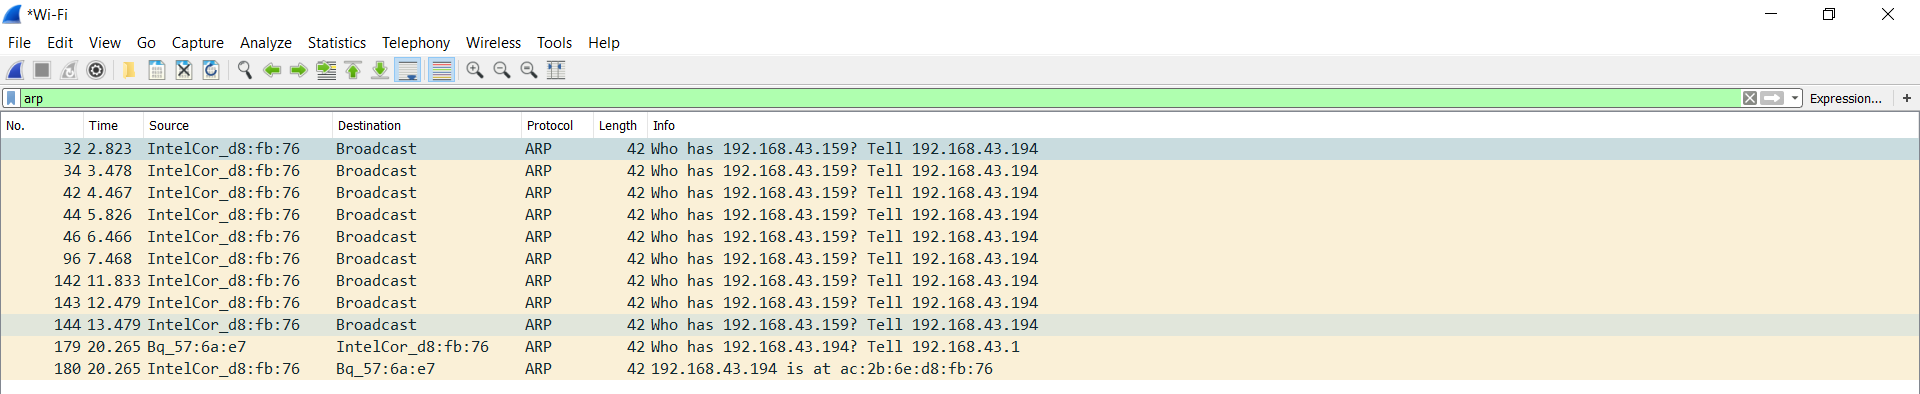 *Wi-Fi
File Edit View Go Capture Analyze Statistics Telephony Wireless Tools Help
arp Expression... +
No. Time Source Destination Protocol Length Info
32 2.823 IntelCor_d8:fb:76 Broadcast ARP 42 Who has 192.168.43.159? Tell 192.168.43.194
34 3.478 IntelCor_d8:fb:76 Broadcast ARP 42 Who has 192.168.43.159? Tell 192.168.43.194
42 4.467 IntelCor_d8:fb:76 Broadcast ARP 42 Who has 192.168.43.159? Tell 192.168.43.194
44 5.826 IntelCor_d8:fb:76 Broadcast ARP 42 Who has 192.168.43.159? Tell 192.168.43.194
46 6.466 IntelCor_d8:fb:76 Broadcast ARP 42 Who has 192.168.43.159? Tell 192.168.43.194
96 7.468 IntelCor_d8:fb:76 Broadcast ARP 42 Who has 192.168.43.159? Tell 192.168.43.194
142 11.833 IntelCor_d8:fb:76 Broadcast ARP 42 Who has 192.168.43.159? Tell 192.168.43.194
143 12.479 IntelCor_d8:fb:76 Broadcast ARP 42 Who has 192.168.43.159? Tell 192.168.43.194
144 13.479 IntelCor_d8:fb:76 Broadcast ARP 42 Who has 192.168.43.159? Tell 192.168.43.194
179 20.265 Bq_57:6a:e7 IntelCor_d8:fb:76 ARP 42 Who has 192.168.43.194? Tell 192.168.43.1
180 20.265 IntelCor_d8:fb:76 Bq_57:6a:e7 ARP 42 192.168.43.194 is at ac:2b:6e:d8:fb:76